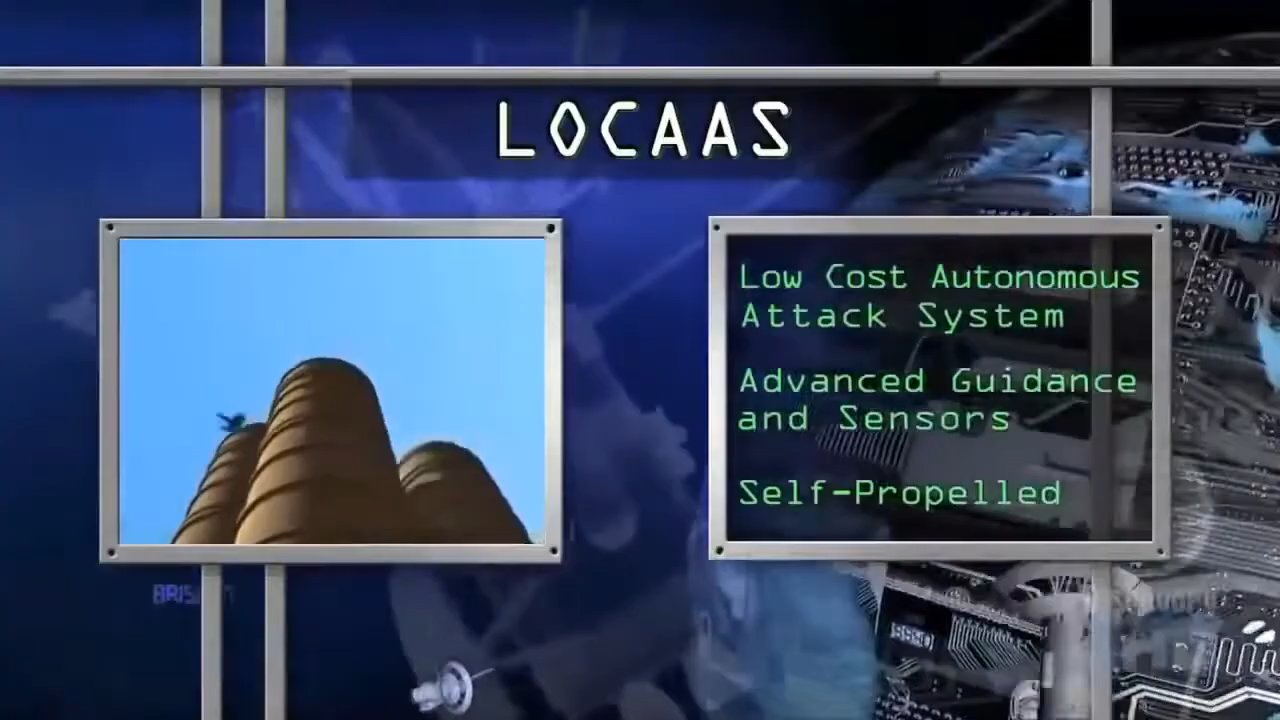 LOCAAS
Low Cost Autonomous
Attack System
Advanced Guidance
and Sensors
Self-Propelled